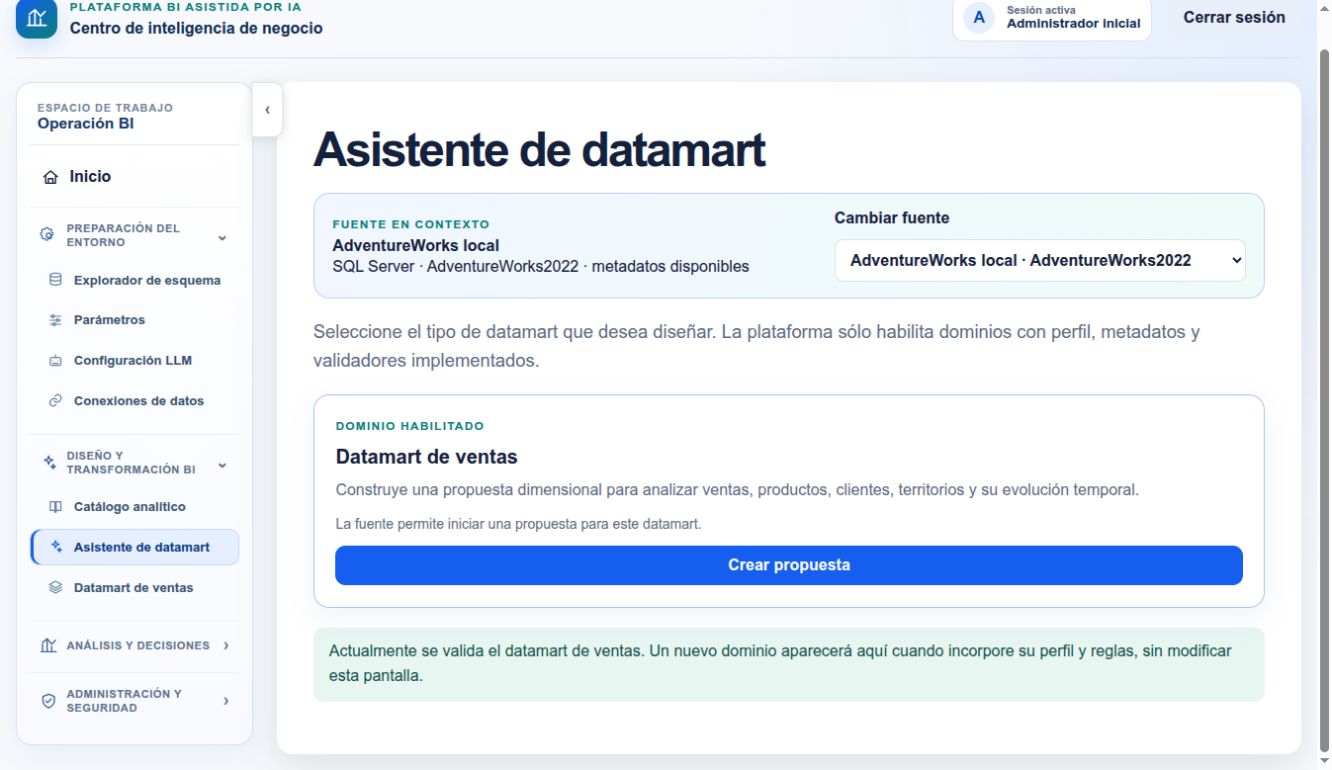 PLATAFORMA BI ASISTIDA POR IA
Centro de inteligencia de negocio
A
Sesión activa
Administrador inicial
Cerrar sesión
ESPACIO DE TRABAJO
Operación BI
Inicio
PREPARACIÓN DEL
ENTORNO
Explorador de esquema
Parámetros
Configuración LLM
Conexiones de datos
DISEÑO Y
TRANSFORMACIÓN BI
Catálogo analítico
Asistente de datamart
Datamart de ventas
ANÁLISIS Y DECISIONES
ADMINISTRACIÓN Y
SEGURIDAD
Asistente de datamart
FUENTE EN CONTEXTO
AdventureWorks local
SQL Server · AdventureWorks2022 · metadatos disponibles
Cambiar fuente
AdventureWorks local · AdventureWorks2022
Seleccione el tipo de datamart que desea diseñar. La plataforma sólo habilita dominios con perfil, metadatos y
validadores implementados.
DOMINIO HABILITADO
Datamart de ventas
Construye una propuesta dimensional para analizar ventas, productos, clientes, territorios y su evolución temporal.
La fuente permite iniciar una propuesta para este datamart.
Crear propuesta
Actualmente se valida el datamart de ventas. Un nuevo dominio aparecerá aquí cuando incorpore su perfil y reglas, sin modificar
esta pantalla.